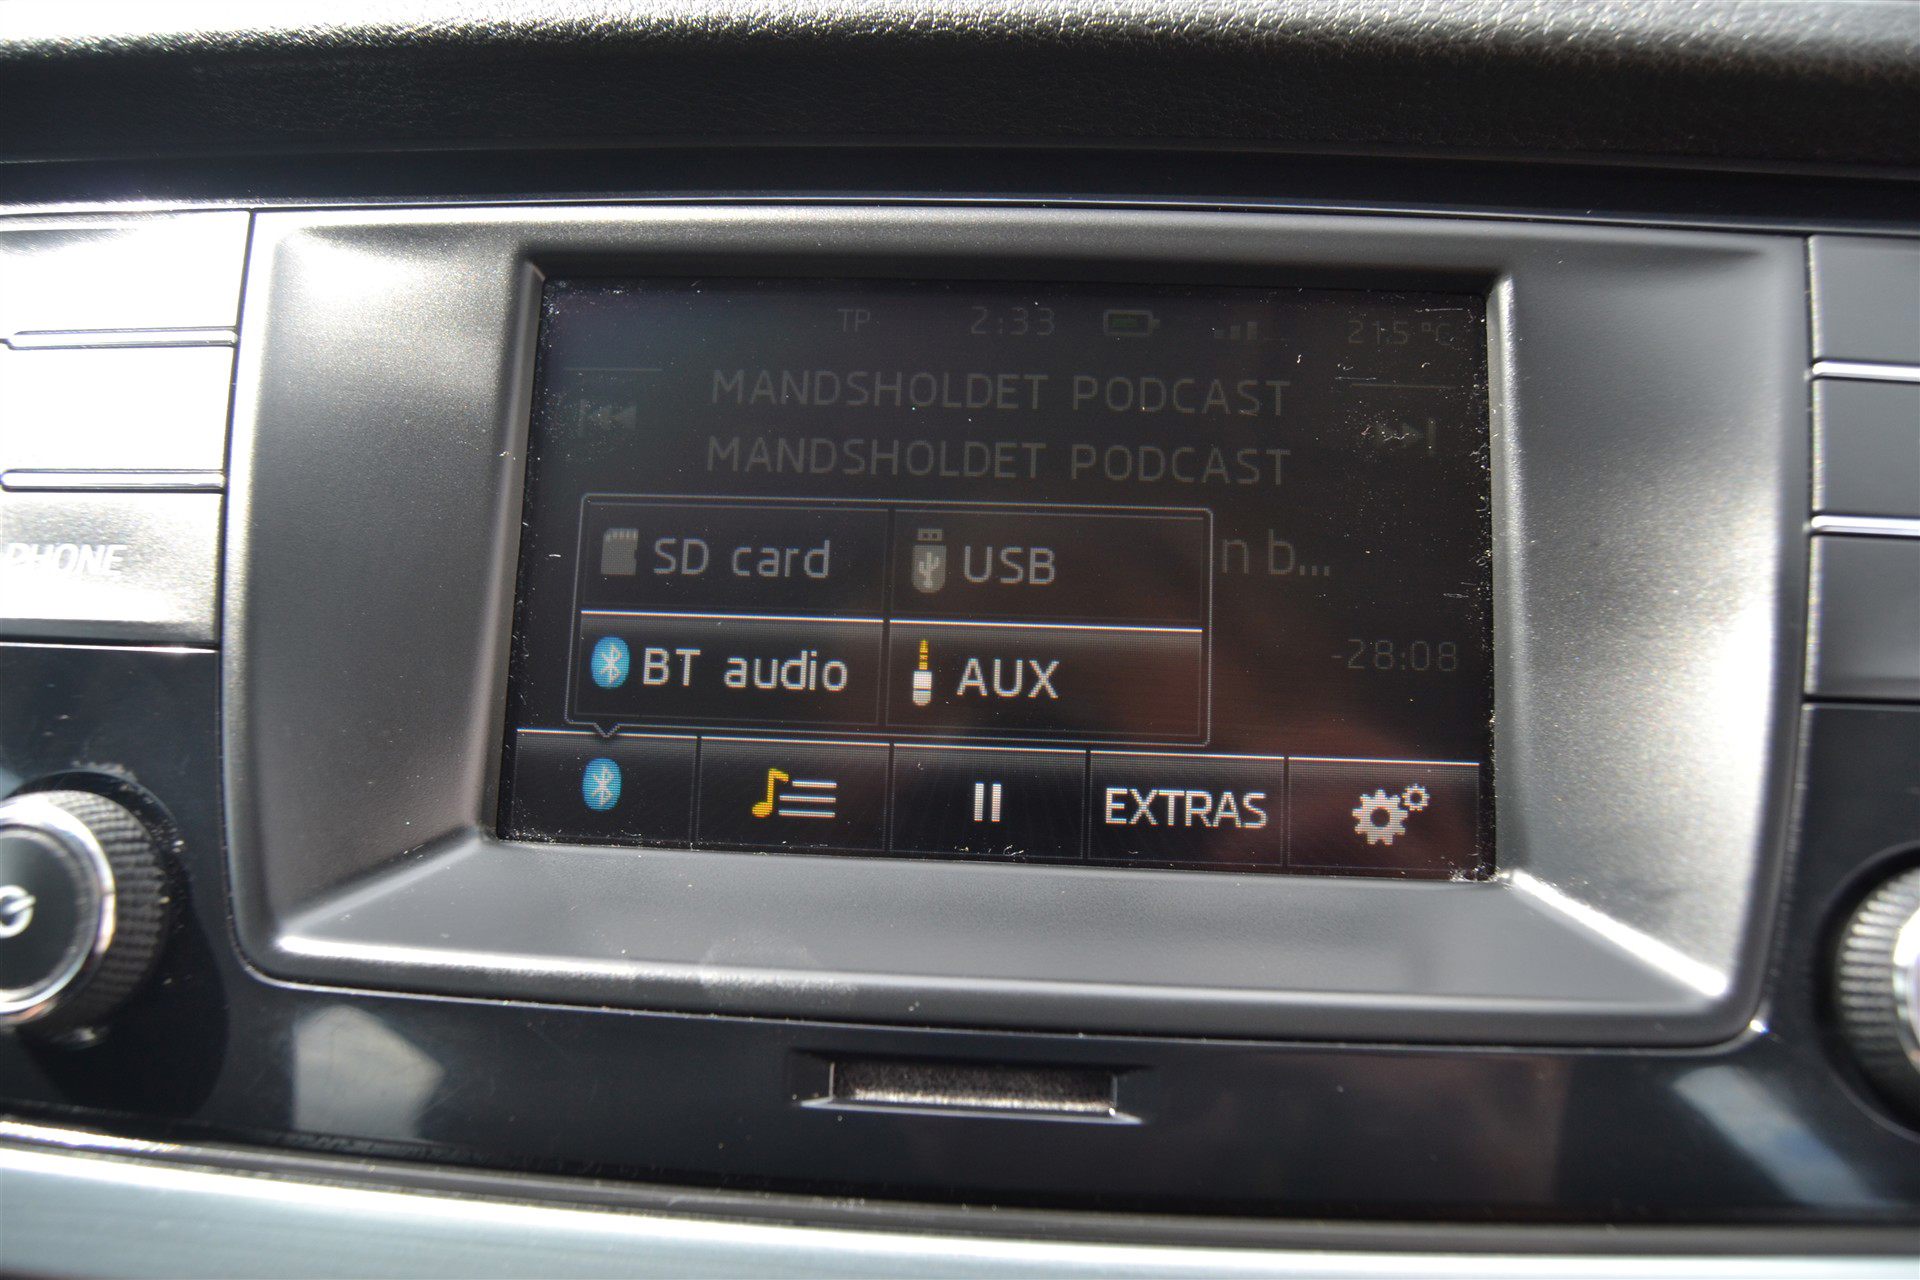 TP 2:33 21.5 °C
MANDSHOLDET PODCAST
MANDSHOLDET PODCAST
n b...
SD card USB
-28:08
BT audio AUX
EXTRAS
PHONE